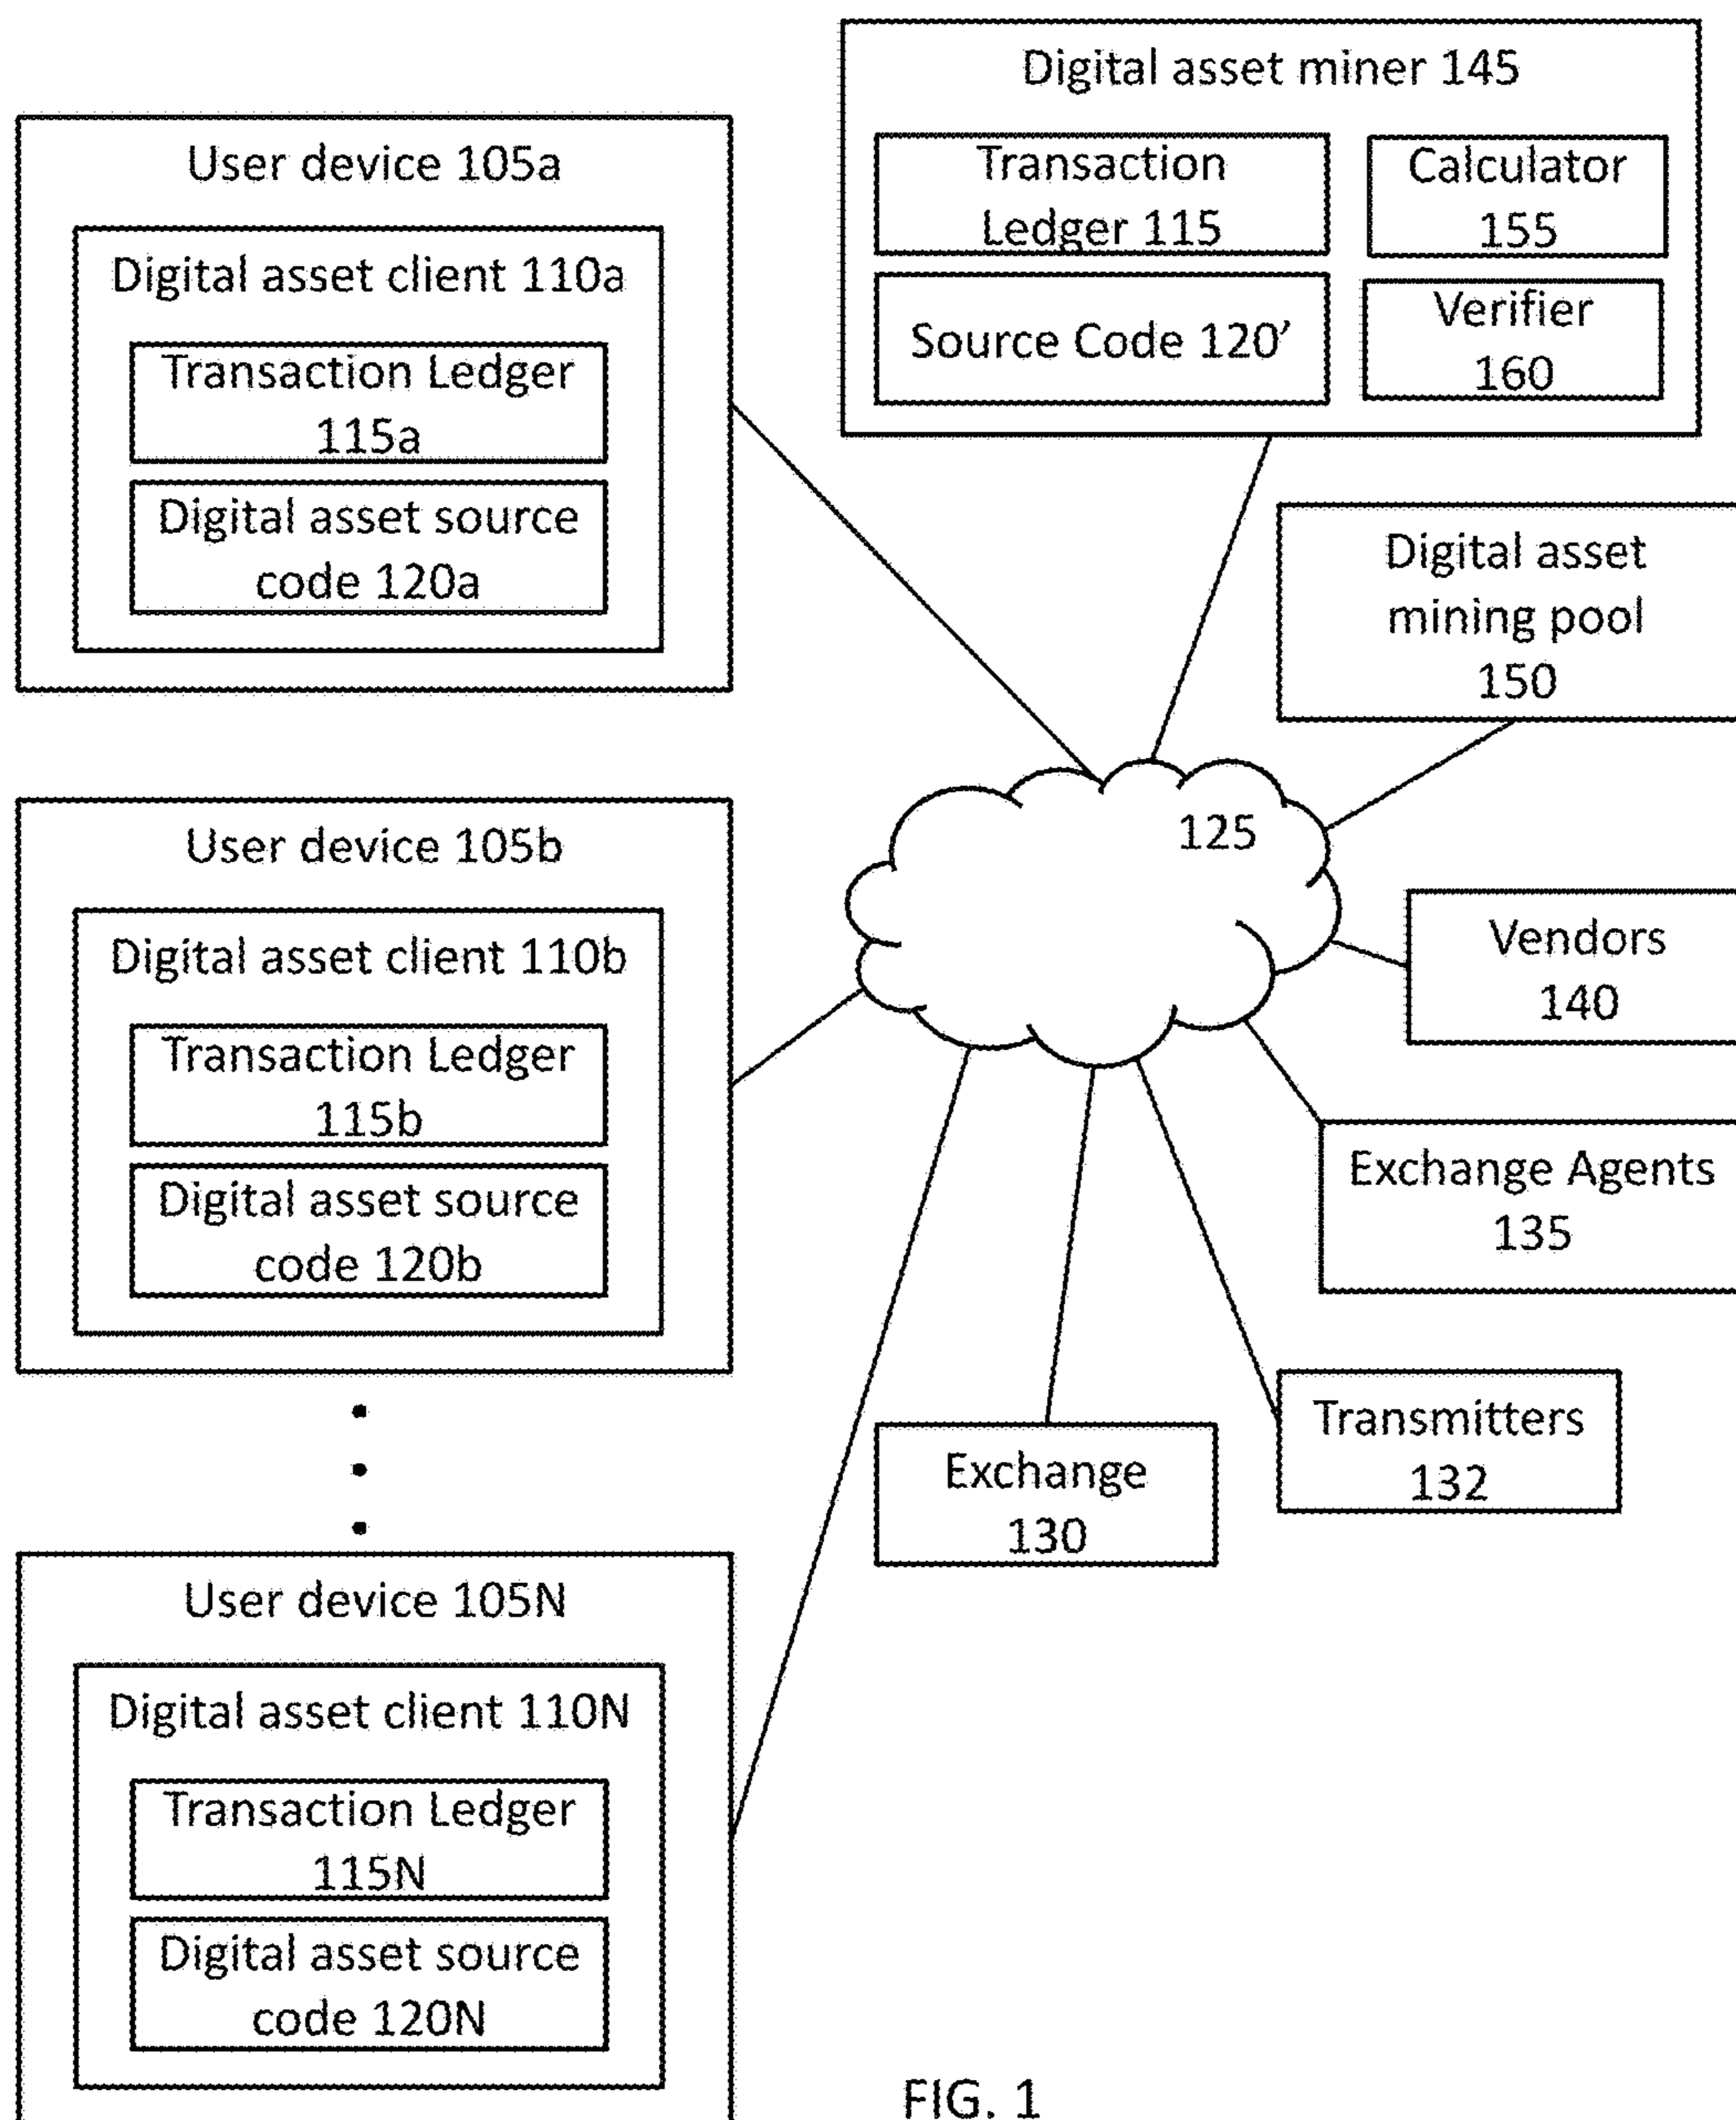 User device 105a
Digital asset client 110a
Transaction Ledger
115a
Digital asset source
code 120a
Digital asset miner 145
Transaction
Ledger 115
Calculator
155
Source Code 120’
Verifier
160
Digital asset
mining pool
150
125
User device 105b
Digital asset client 110b
Transaction Ledger
115b
Digital asset source
code 120b
Vendors
140
Exchange Agents
135
Transmitters
132
Exchange
130
User device 105N
Digital asset client 110N
Transaction Ledger
115N
Digital asset source
code 120N
FIG. 1